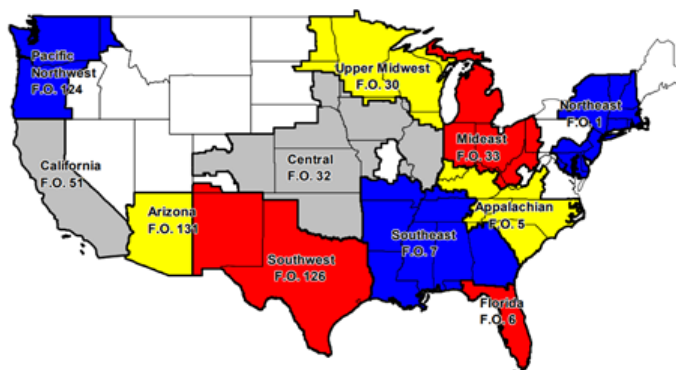 Pacific
Northwest
F.O. 124
Upper Midwest
F.O. 30
Northeast
F.O. 1
Mideast
F.O. 33
California
F.O. 51
Central
F.O. 32
Arizona
F.O. 131
Appalachian
F.O. 5
Southeast
F.O. 7
Southwest
F.O. 126
Florida
F.O. 6